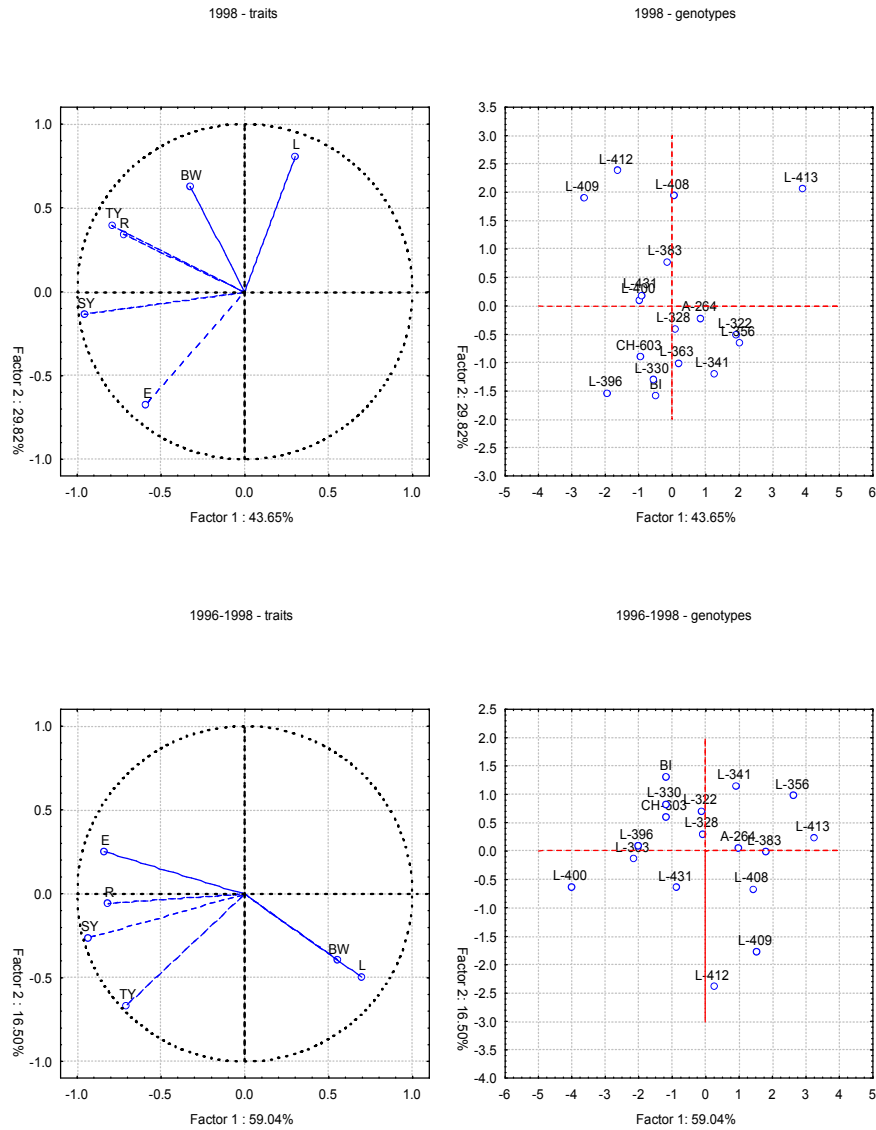 1998 - traits
1998 - genotypes
1.0
0.5
0.0
-0.5
-1.0
Factor 2 : 29.82%
L
BW
TY
R
SY
E
-1.0 -0.5 0.0 0.5 1.0
Factor 1 : 43.65%
3.5
3.0
2.5
2.0
1.5
1.0
0.5
0.0
-0.5
-1.0
-1.5
-2.0
-2.5
-3.0
Factor 2 : 29.82%
L-412
L-409
L-408
L-413
L-383
L-431
L-400
A-264
L-328
L-322
L-356
CH-603
L-363
L-330
L-341
L-396
BI
-5 -4 -3 -2 -1 0 1 2 3 4 5 6
Factor 1: 43.65%
1996-1998 - traits
1996-1998 - genotypes
1.0
0.5
0.0
-0.5
-1.0
Factor 2 : 16.50%
E
R
SY
TY
BW
L
-1.0 -0.5 0.0 0.5 1.0
Factor 1 : 59.04%
2.5
2.0
1.5
1.0
0.5
0.0
-0.5
-1.0
-1.5
-2.0
-2.5
-3.0
-3.5
-4.0
Factor 2 : 16.50%
BI
L-341
L-356
L-330
L-322
CH-603
L-328
L-413
L-396
A-264
L-383
L-400
L-431
L-408
L-409
L-412
-6 -5 -4 -3 -2 -1 0 1 2 3 4 5
Factor 1: 59.04%